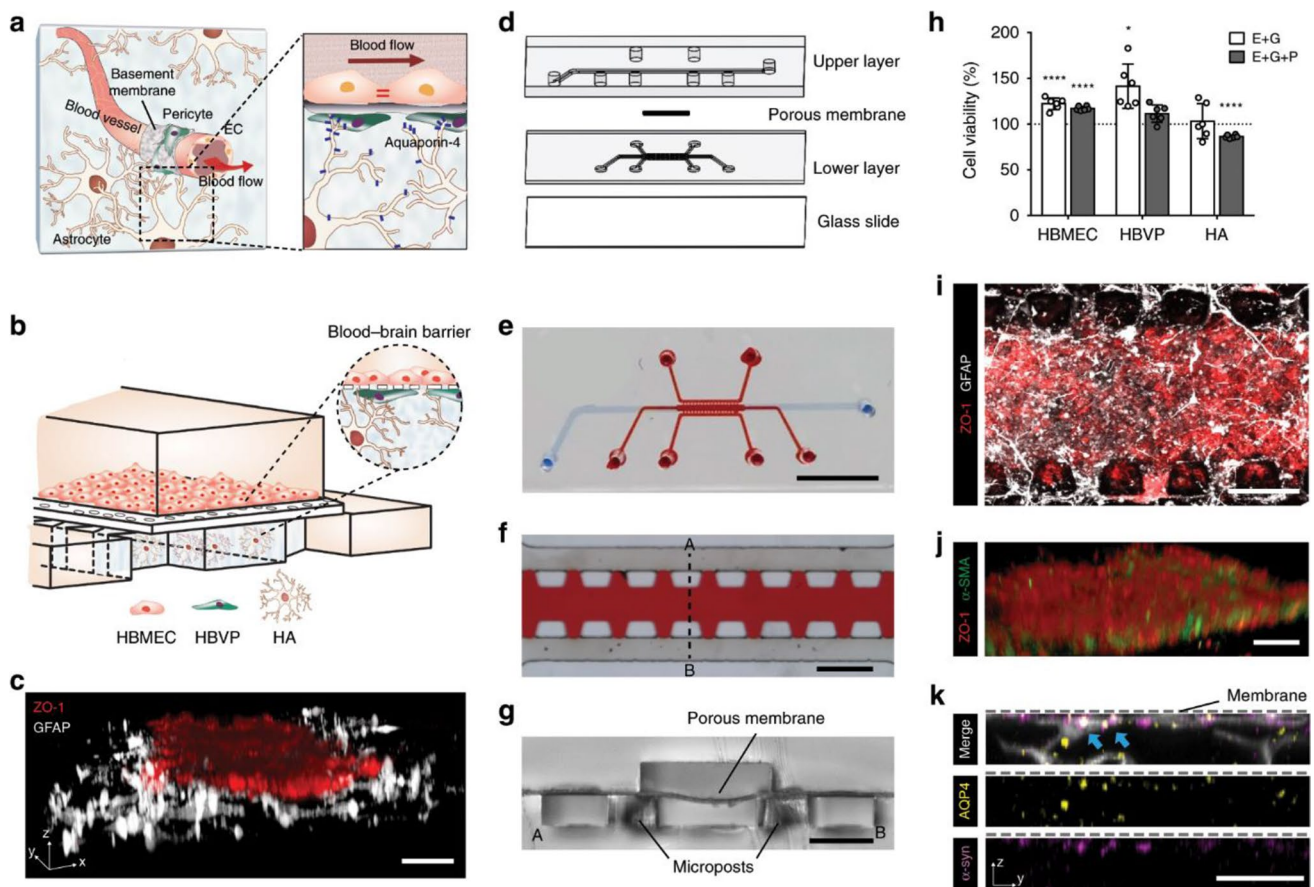 a
Basement
membrane
Pericyte
Blood vessel
EC
Blood flow
Astrocyte
Blood flow
=
Aquaporin-4
b
Blood–brain barrier
HBMEC
HBVP
HA
c
ZO-1
GFAP
z
y
x
d
Upper layer
Porous membrane
Lower layer
Glass slide
e
f
A
B
g
Porous membrane
A
B
Microposts
h
E+G
E+G+P
Cell viability (%)
200
150
100
50
0
****
****
*
****
HBMEC
HBVP
HA
i
ZO-1 GFAP
j
ZO-1 α-SMA
k
Membrane
Merge
AQP4
α-syn
z
y